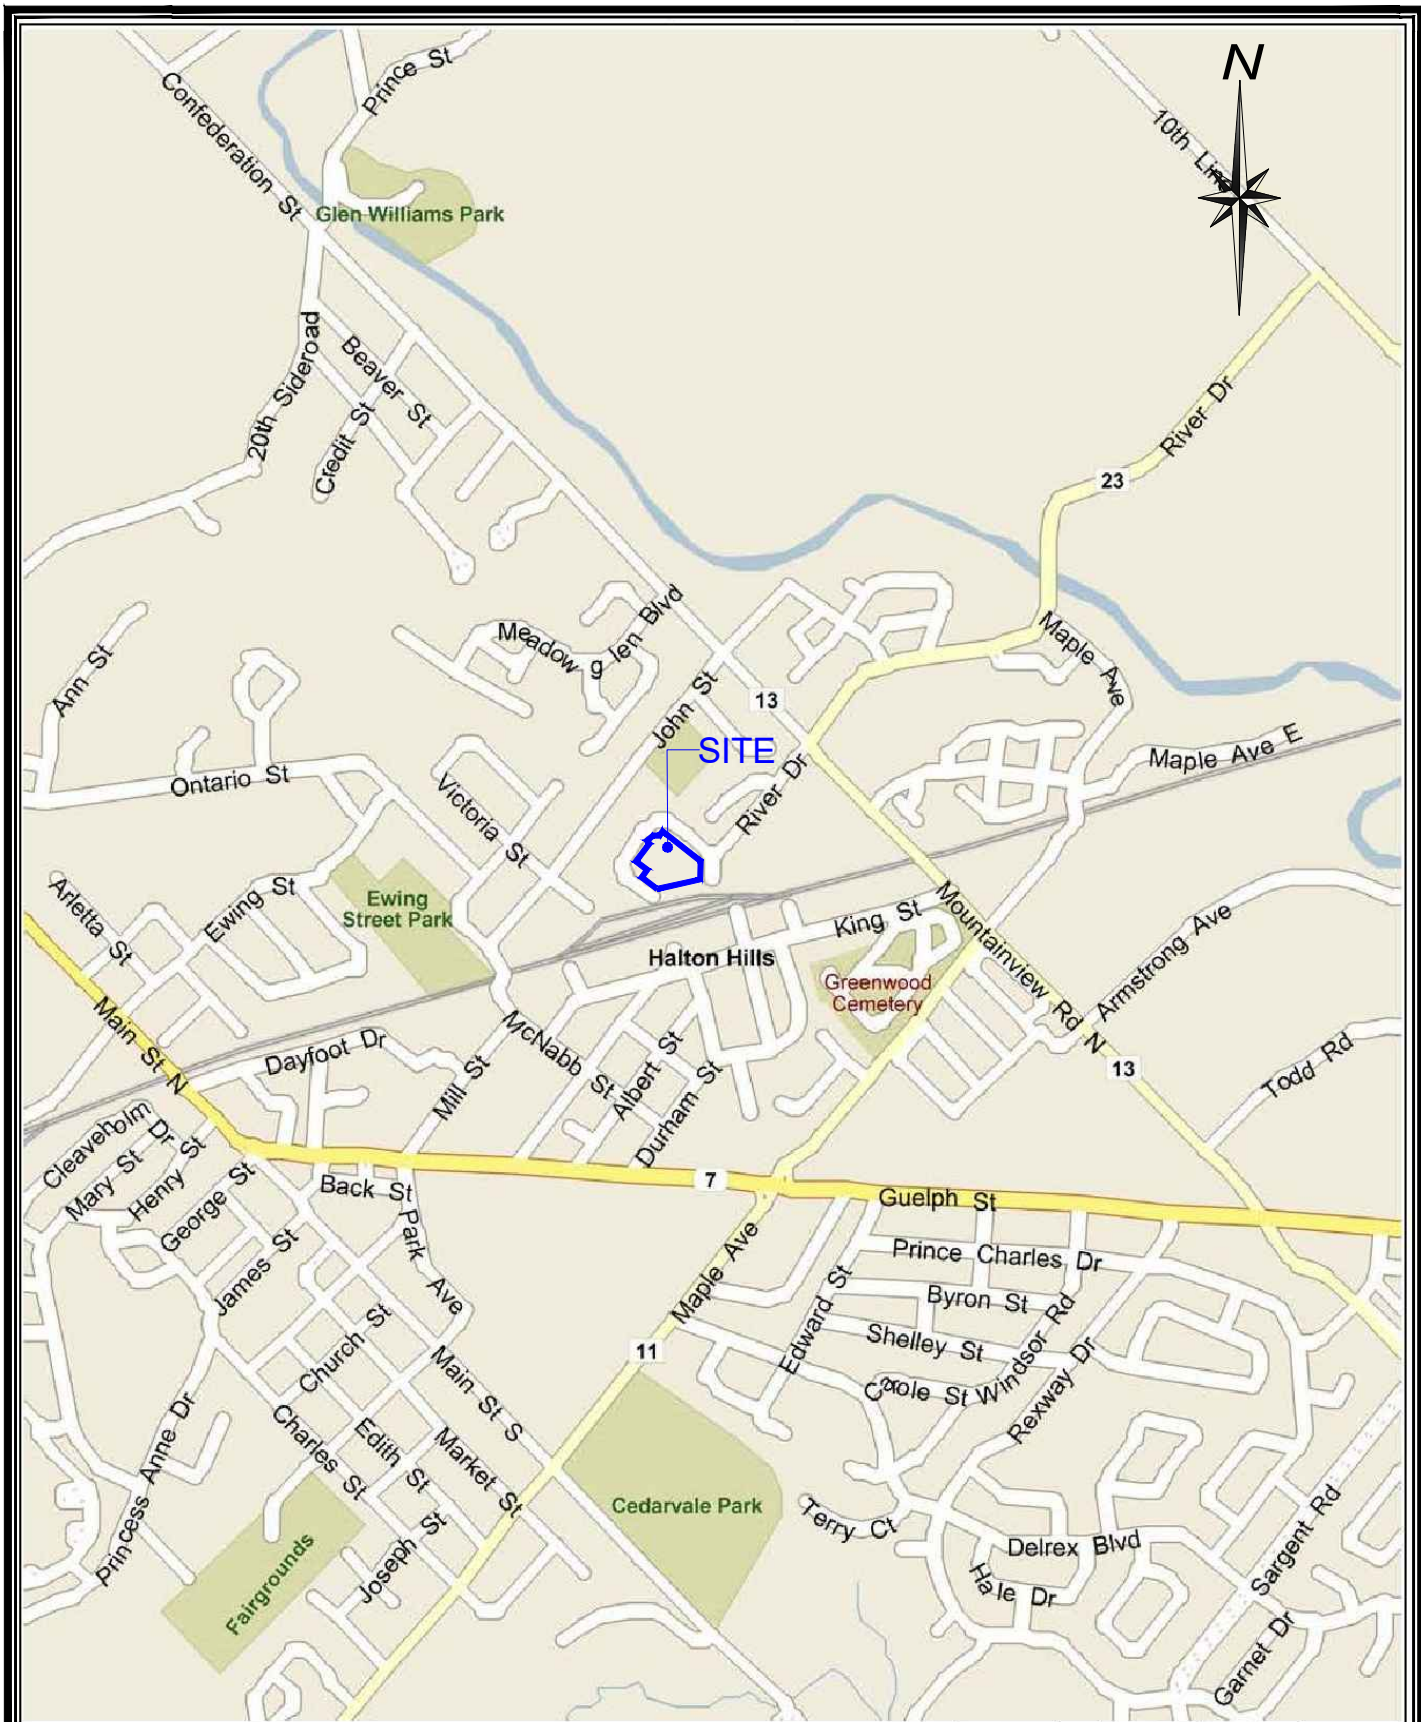 N
Prince St
Confederation St
10th Line
Glen Williams Park
20th Sideroad
Beaver St
Credit St
River Dr
23
Meadow g len Blvd
Maple Ave
Ann St
John St
13
SITE
Maple Ave E
Ontario St
Victoria St
River Dr
Arletta St
Ewing St
Ewing
Street Park
King St
Mountainview Rd N
Armstrong Ave
Halton Hills
Greenwood
Cemetery
Main St N
Dayfoot Dr
McNabb St
Mill St
Albert St
Durham St
13
Todd Rd
Cleaveholm Dr
Mary St
Henry St
George St
Back St
7
Guelph St
James St
Park Ave
Maple Ave
Prince Charles Dr
Edward St
Byron St
Windsor Rd
Church St
Shelley St
Rexway Dr
11
Main St S
Princess Anne Dr
Charles St
Edith St
Market St
Joseph St
Cedarvale Park
Terry Ct
Delrex Blvd
Sargent Rd
Fairgrounds
Hale Dr
Garnet Dr